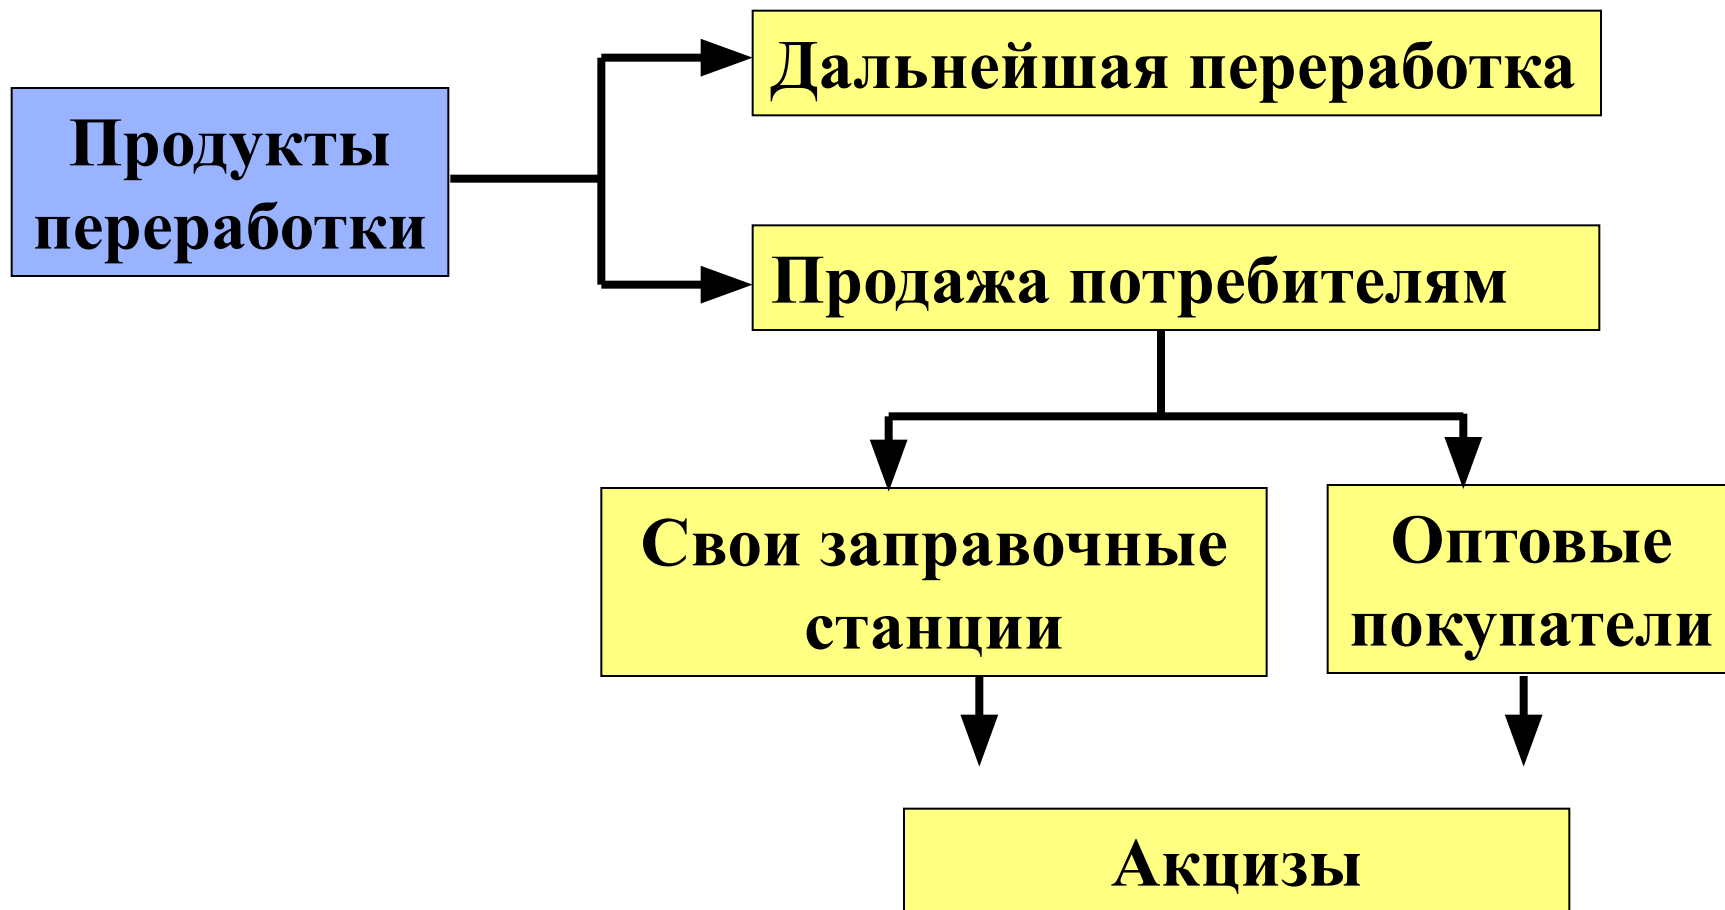 Дальнейшая переработка
Продукты
переработки
Продажа потребителям
Свои заправочные
станции
Оптовые
покупатели
Акцизы